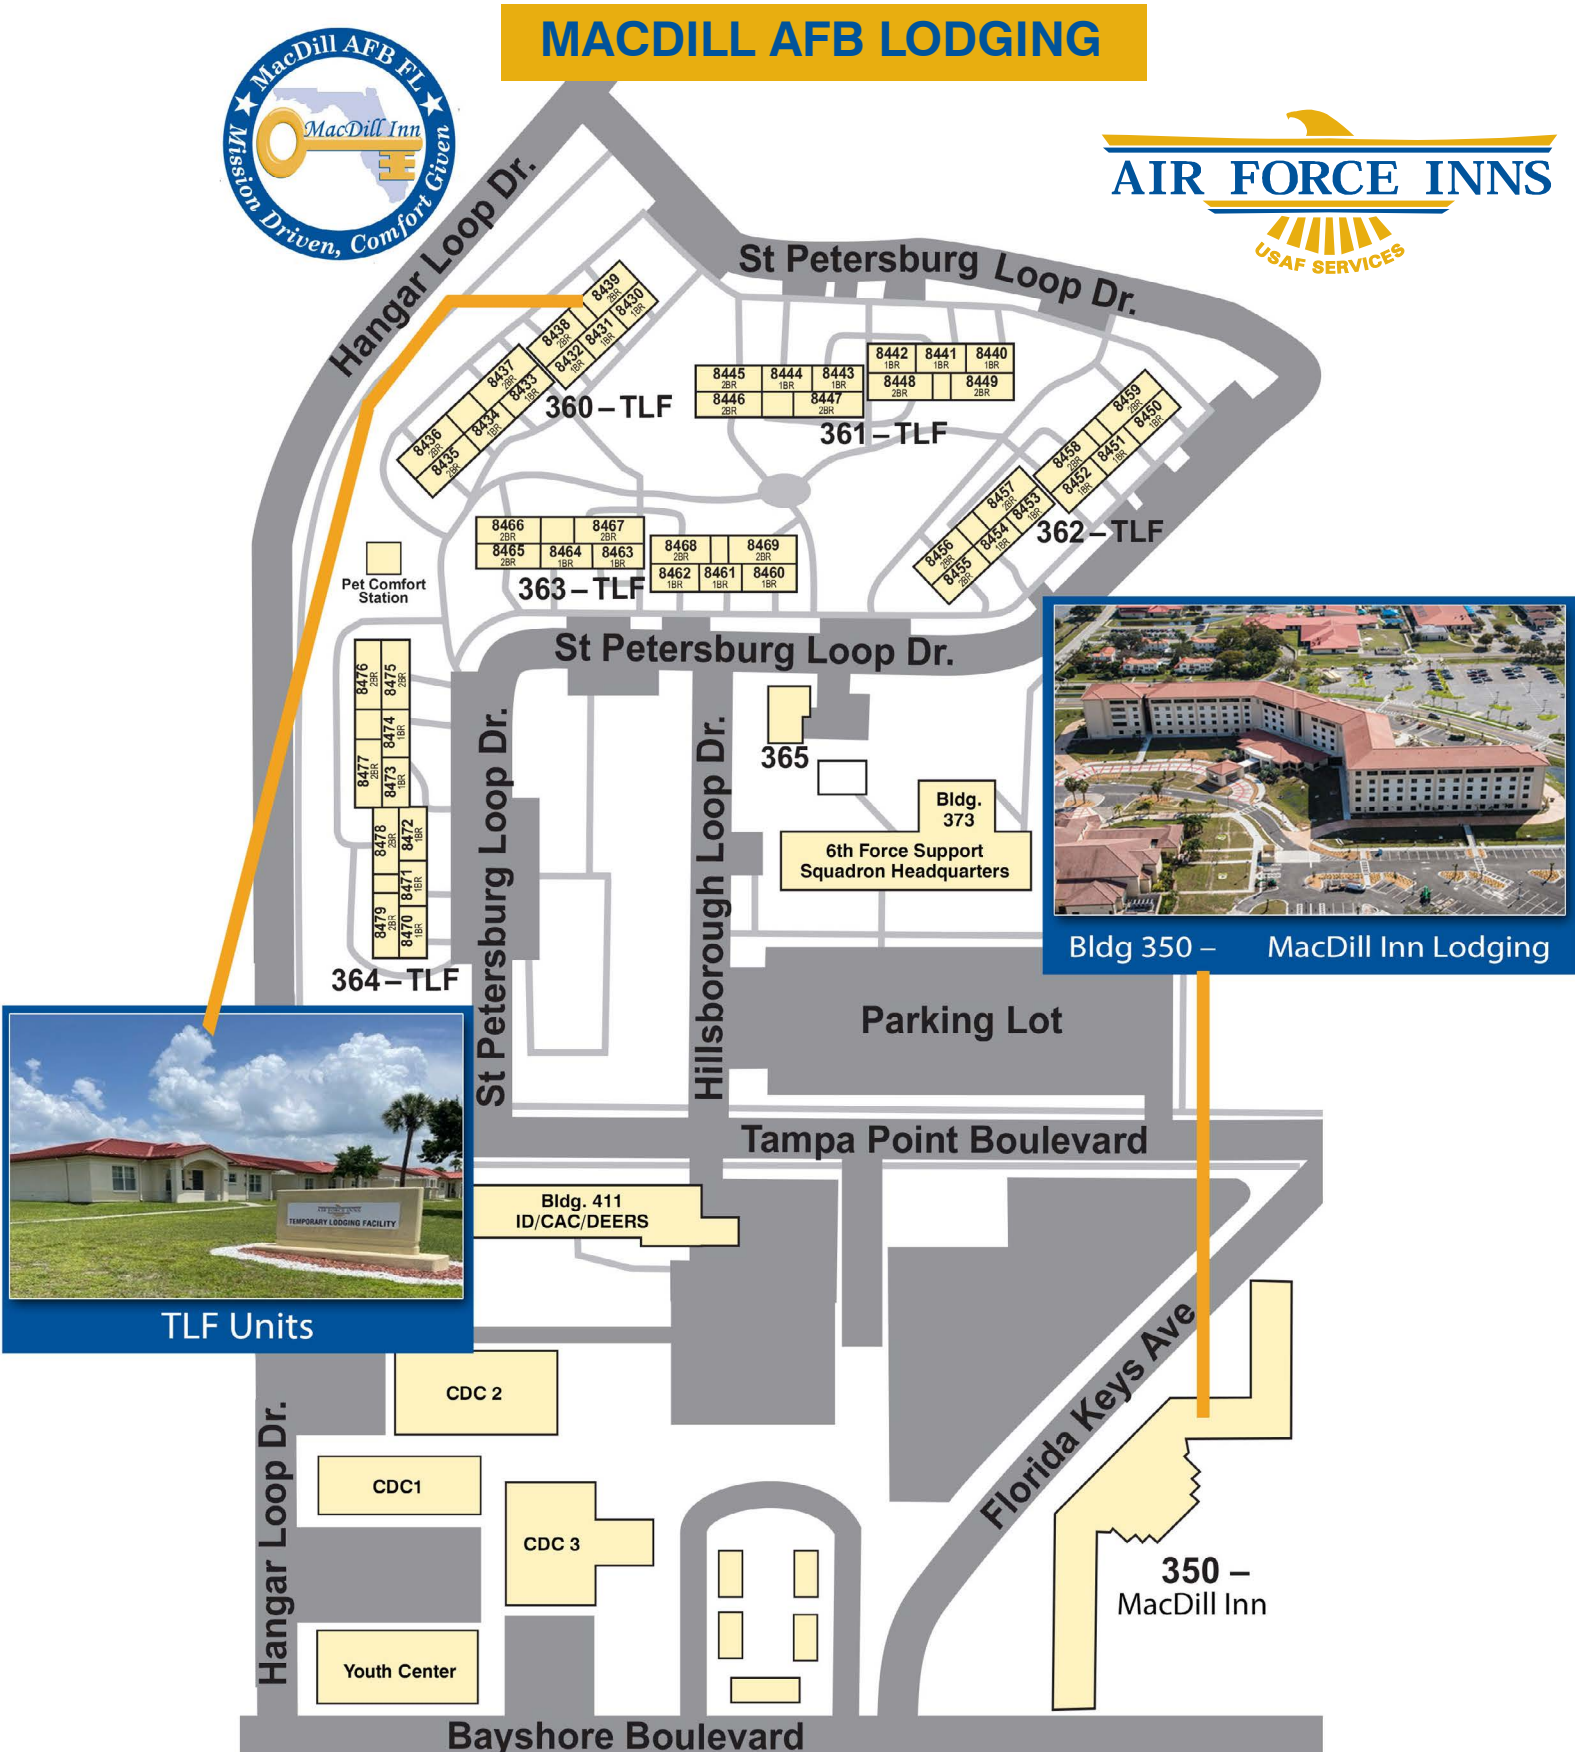 MACDILL AFB LODGING
MacDill AFB FL
MacDill Inn
Mission Driven, Comfort Given
AIR FORCE INNS
USAF SERVICES
Hangar Loop Dr.
St Petersburg Loop Dr.
8439
2BR
8430
1BR
8438
2BR
8431
1BR
8432
1BR
8437
2BR
8433
1BR
8436
2BR
8434
1BR
8435
2BR
360 – TLF
8445
2BR
8444
1BR
8443
1BR
8446
2BR
8447
2BR
8442
1BR
8441
1BR
8440
1BR
8448
2BR
8449
2BR
361 – TLF
8459
2BR
8450
1BR
8458
2BR
8451
1BR
8452
1BR
8457
2BR
8453
1BR
8456
2BR
8454
1BR
8455
2BR
362 – TLF
8466
2BR
8467
2BR
8465
2BR
8464
1BR
8463
1BR
8468
2BR
8469
2BR
8462
1BR
8461
1BR
8460
1BR
363 – TLF
Pet Comfort
Station
St Petersburg Loop Dr.
8476
2BR
8475
2BR
8474
1BR
8477
2BR
8473
1BR
8478
2BR
8472
1BR
8471
1BR
8479
2BR
8470
1BR
364 – TLF
St Petersburg Loop Dr.
Hillsborough Loop Dr.
365
Bldg.
373
6th Force Support
Squadron Headquarters
Bldg 350 – MacDill Inn Lodging
Parking Lot
Tampa Point Boulevard
AIR FORCE INNS
TEMPORARY LODGING FACILITY
TLF Units
Bldg. 411
ID/CAC/DEERS
CDC 2
CDC1
CDC 3
Youth Center
Hangar Loop Dr.
Florida Keys Ave
350 –
MacDill Inn
Bayshore Boulevard